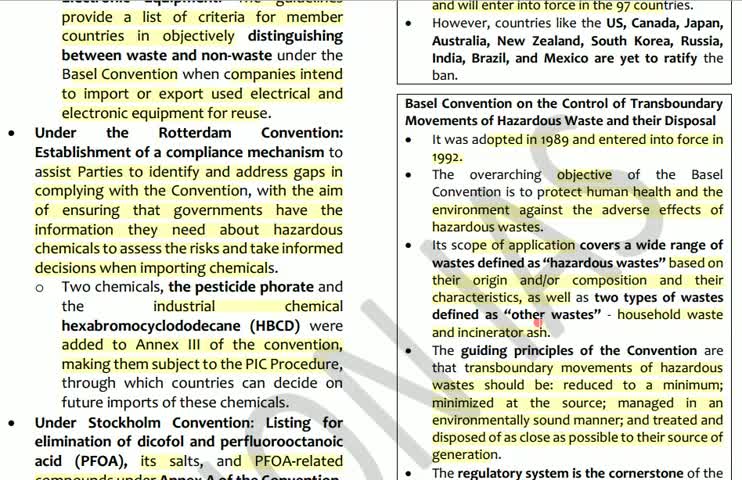 Electronic Equipment: The guidelines
provide a list of criteria for member
countries in objectively distinguishing
between waste and non-waste under the
Basel Convention when companies intend
to import or export used electrical and
electronic equipment for reuse.
• Under the Rotterdam Convention:
Establishment of a compliance mechanism to
assist Parties to identify and address gaps in
complying with the Convention, with the aim
of ensuring that governments have the
information they need about hazardous
chemicals to assess the risks and take informed
decisions when importing chemicals.
o Two chemicals, the pesticide phorate and
the industrial chemical
hexabromocyclododecane (HBCD) were
added to Annex III of the convention,
making them subject to the PIC Procedure,
through which countries can decide on
future imports of these chemicals.
• Under Stockholm Convention: Listing for
elimination of dicofol and perfluorooctanoic
acid (PFOA), its salts, and PFOA-related
compounds under Annex A of the Convention
and will enter into force in the 97 countries.
• However, countries like the US, Canada, Japan,
Australia, New Zealand, South Korea, Russia,
India, Brazil, and Mexico are yet to ratify the
ban.
Basel Convention on the Control of Transboundary
Movements of Hazardous Waste and their Disposal
• It was adopted in 1989 and entered into force in
1992.
• The overarching objective of the Basel
Convention is to protect human health and the
environment against the adverse effects of
hazardous wastes.
• Its scope of application covers a wide range of
wastes defined as “hazardous wastes” based on
their origin and/or composition and their
characteristics, as well as two types of wastes
defined as “other wastes” - household waste
and incinerator ash.
• The guiding principles of the Convention are
that transboundary movements of hazardous
wastes should be: reduced to a minimum;
minimized at the source; managed in an
environmentally sound manner; and treated and
disposed of as close as possible to their source of
generation.
• The regulatory system is the cornerstone of the
ON IAS